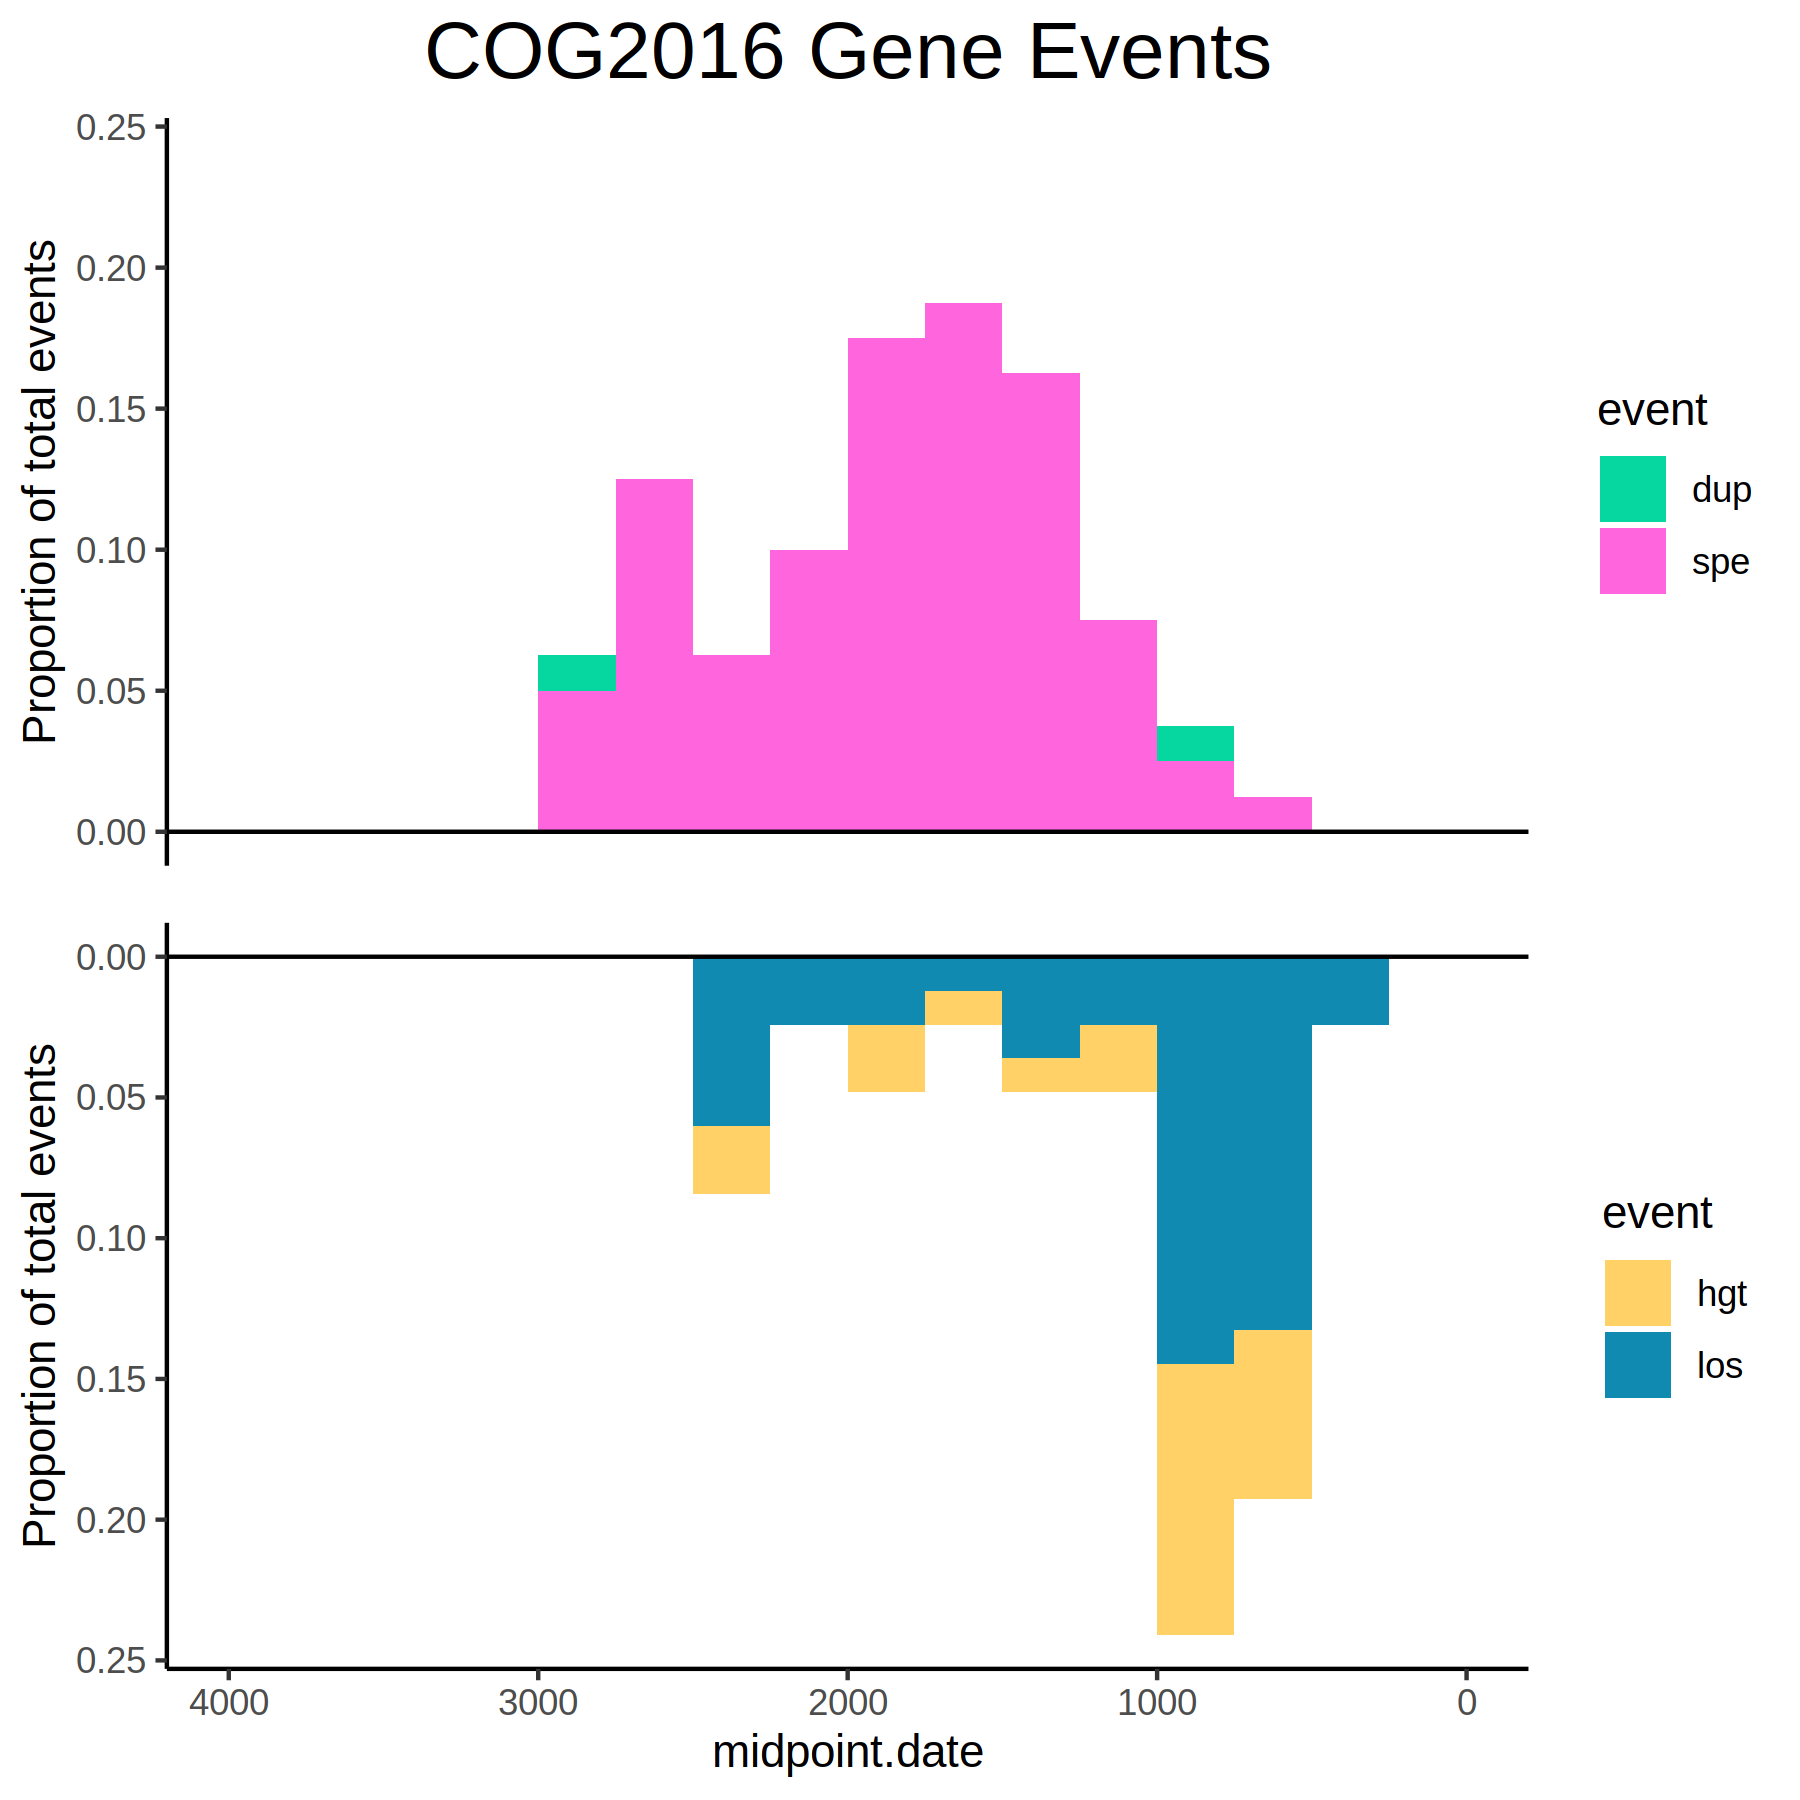 COG2016 Gene Events
0.25
0.20
0.15
0.10
0.05
0.00
Proportion of total events
event
dup
spe
0.00
0.05
0.10
0.15
0.20
0.25
Proportion of total events
event
hgt
los
4000 3000 2000 1000 0
midpoint.date